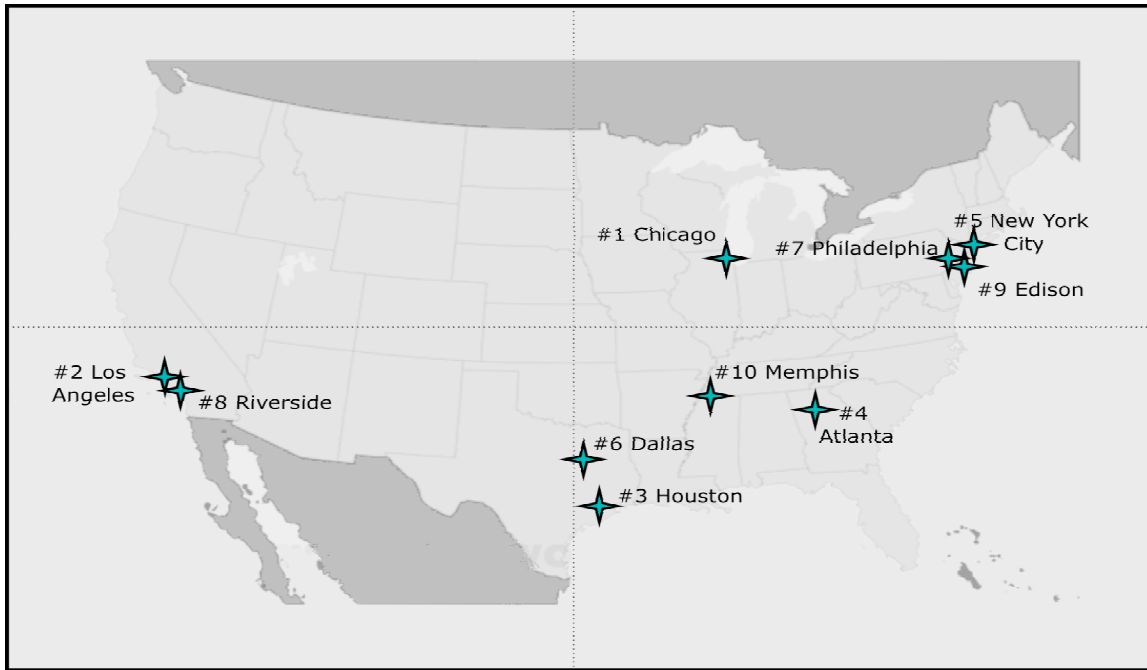 #5 New York
City
#1 Chicago
#7 Philadelphia
#9 Edison
#2 Los
Angeles
#8 Riverside
#10 Memphis
#4
Atlanta
#6 Dallas
#3 Houston